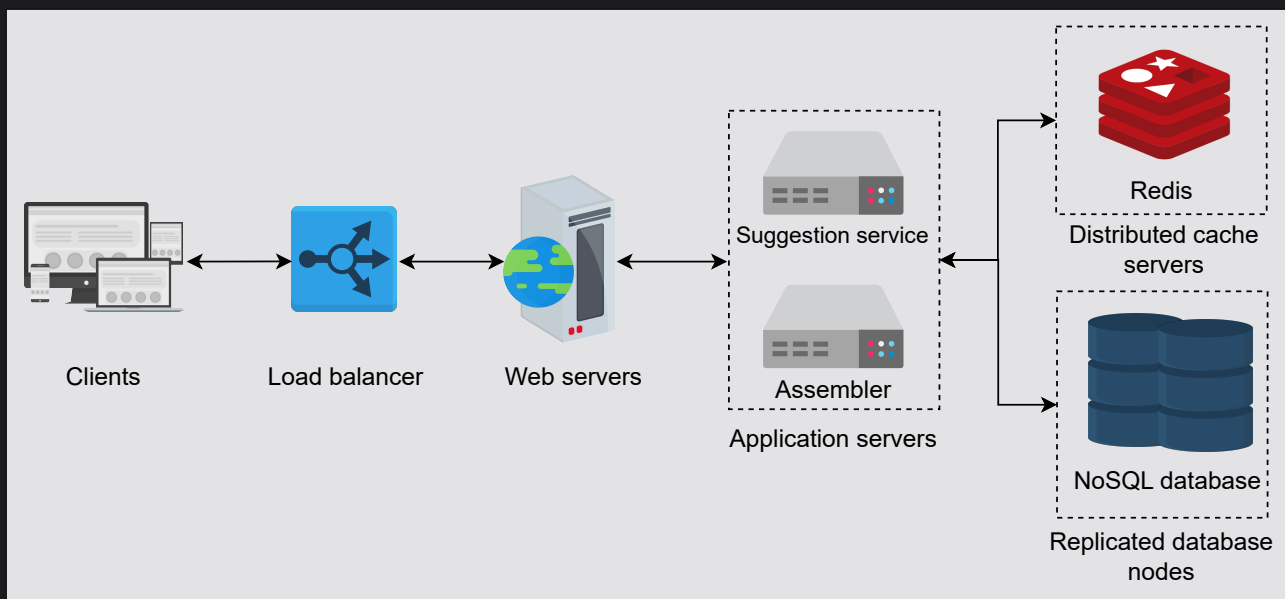 Clients
Load balancer
Web servers
Suggestion service
Assembler
Application servers
Redis
Distributed cache
servers
NoSQL database
Replicated database
nodes